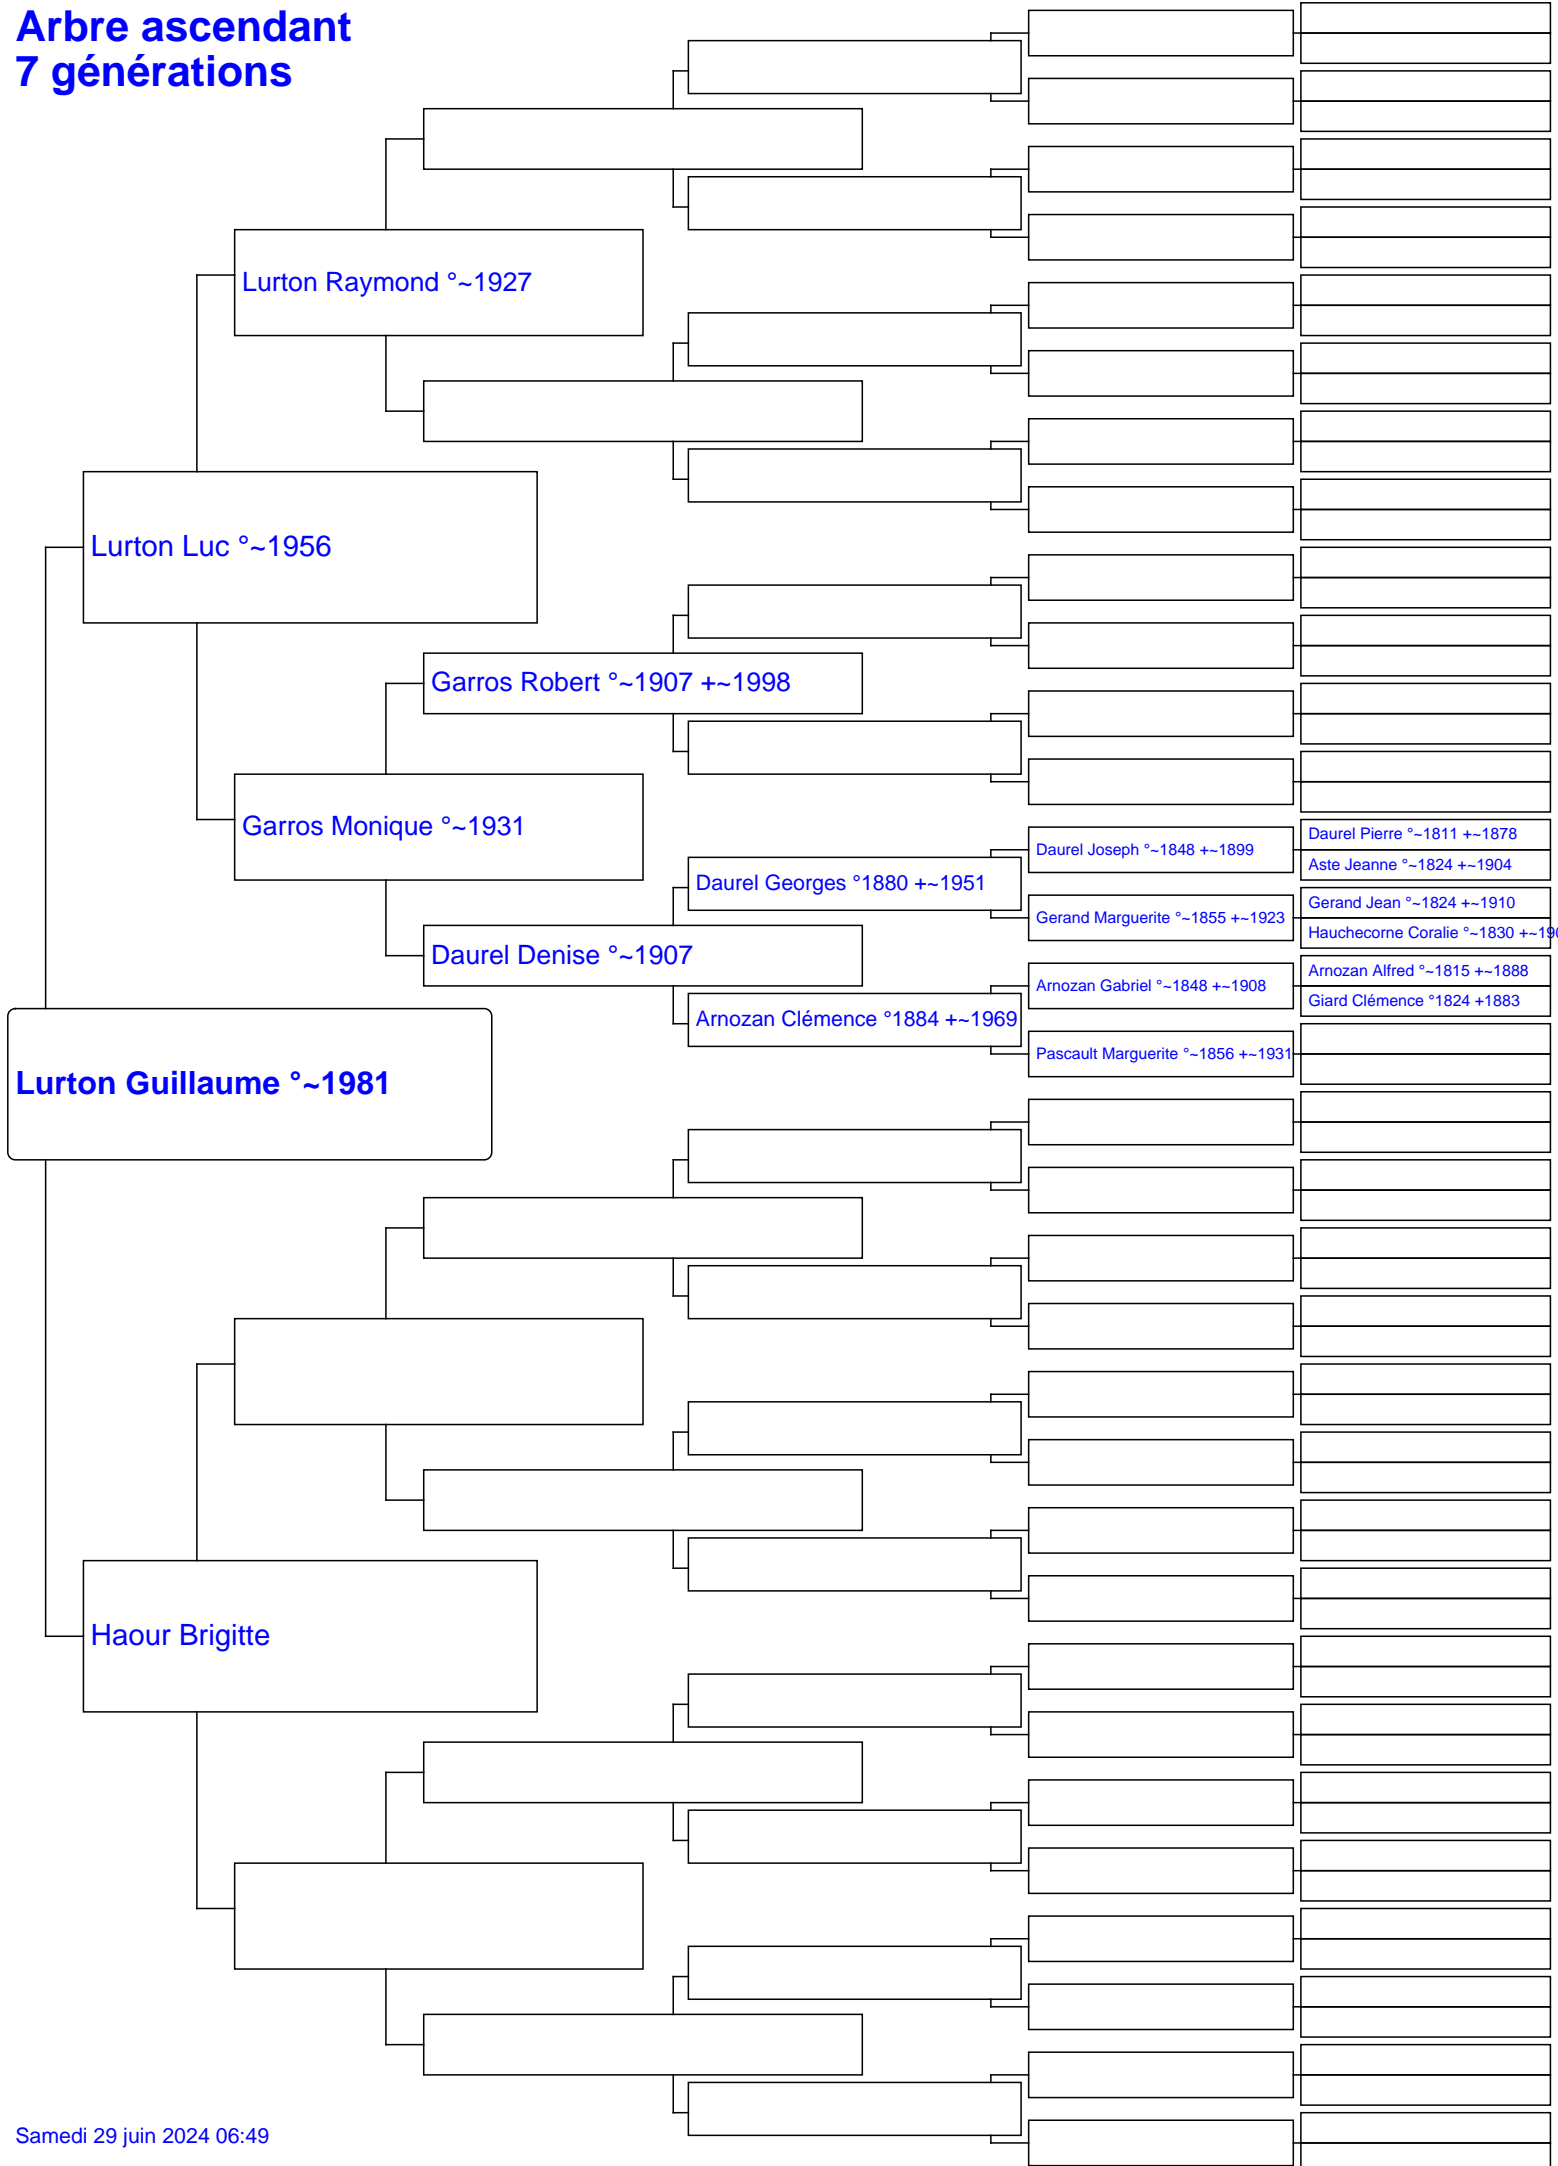 Arbre ascendant
7 générations
Lurton Raymond °~1927
Lurton Luc °~1956
Garros Robert °~1907 +~1998
Garros Monique °~1931
Daurel Joseph °~1848 +~1899
Daurel Pierre °~1811 +~1878
Aste Jeanne °~1824 +~1904
Daurel Georges °1880 +~1951
Gerand Marguerite °~1855 +~1923
Gerand Jean °~1824 +~1910
Hauchecorne Coralie °~1830
Daurel Denise °~1907
Arnozan Gabriel °~1848 +~1908
Arnozan Alfred °~1815 +~1888
Giard Clémence °1824 +1883
Arnozan Clémence °1884 +~1969
Pascault Marguerite °~1856 +~1931
Lurton Guillaume °~1981
Haour Brigitte
Samedi 29 juin 2024 06:49